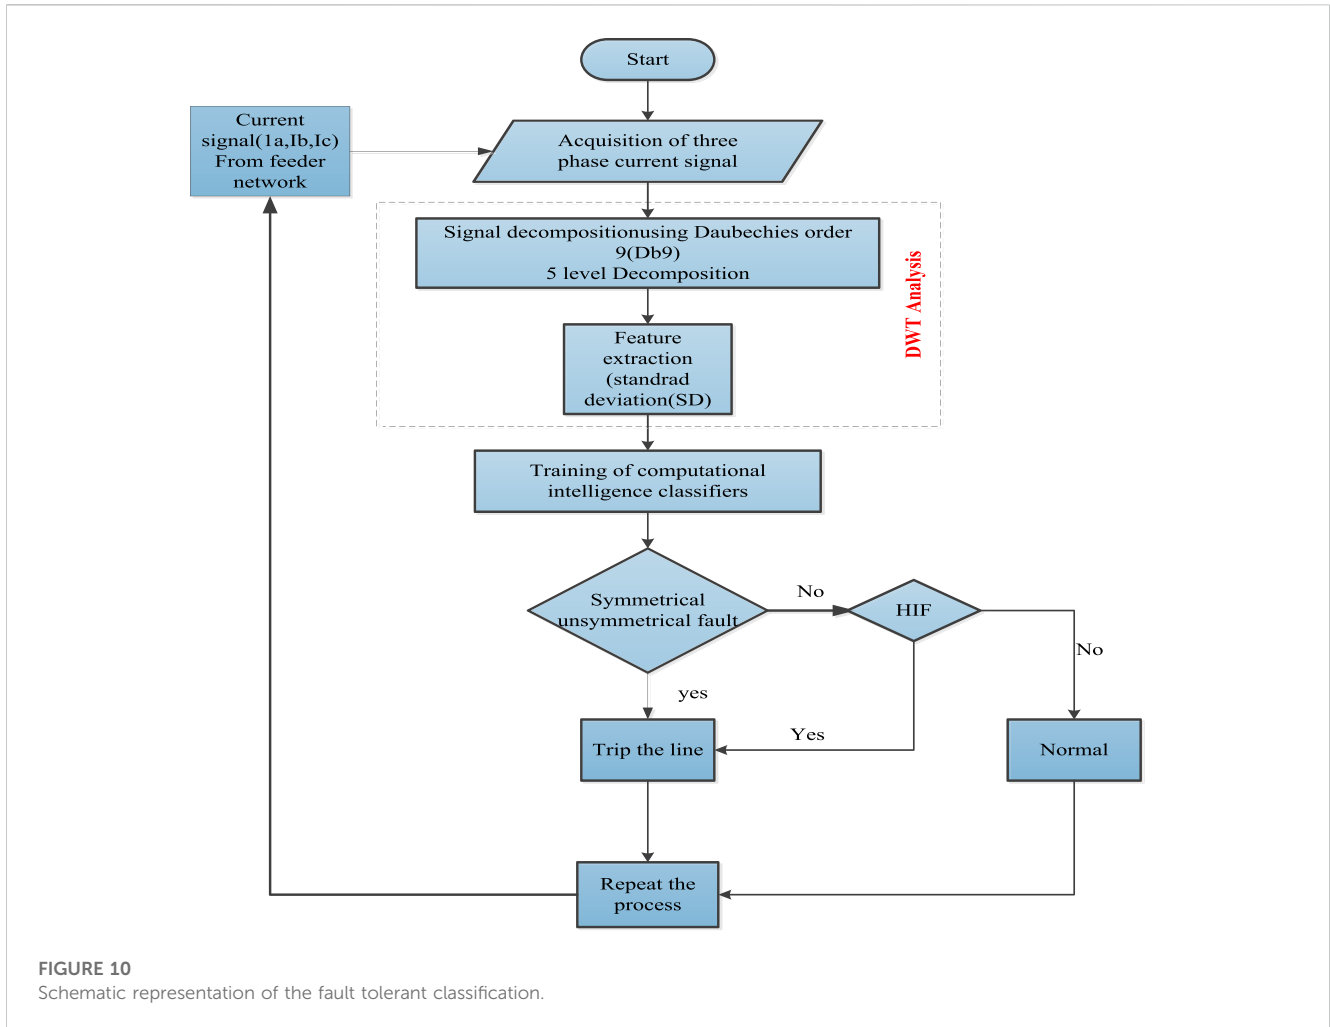 Start
Current
signal(1a,Ib,Ic)
From feeder
network
Acquisition of three
phase current signal
Signal decompositionusing Daubechies order
9(Db9)
5 level Decomposition
DWT Analysis
Feature
extraction
(standrad
deviation(SD)
Training of computational
intelligence classifiers
Symmetrical
unsymmetrical fault
No
HIF
No
yes
Yes
Trip the line
Normal
Repeat the
process
FIGURE 10
Schematic representation of the fault tolerant classification.